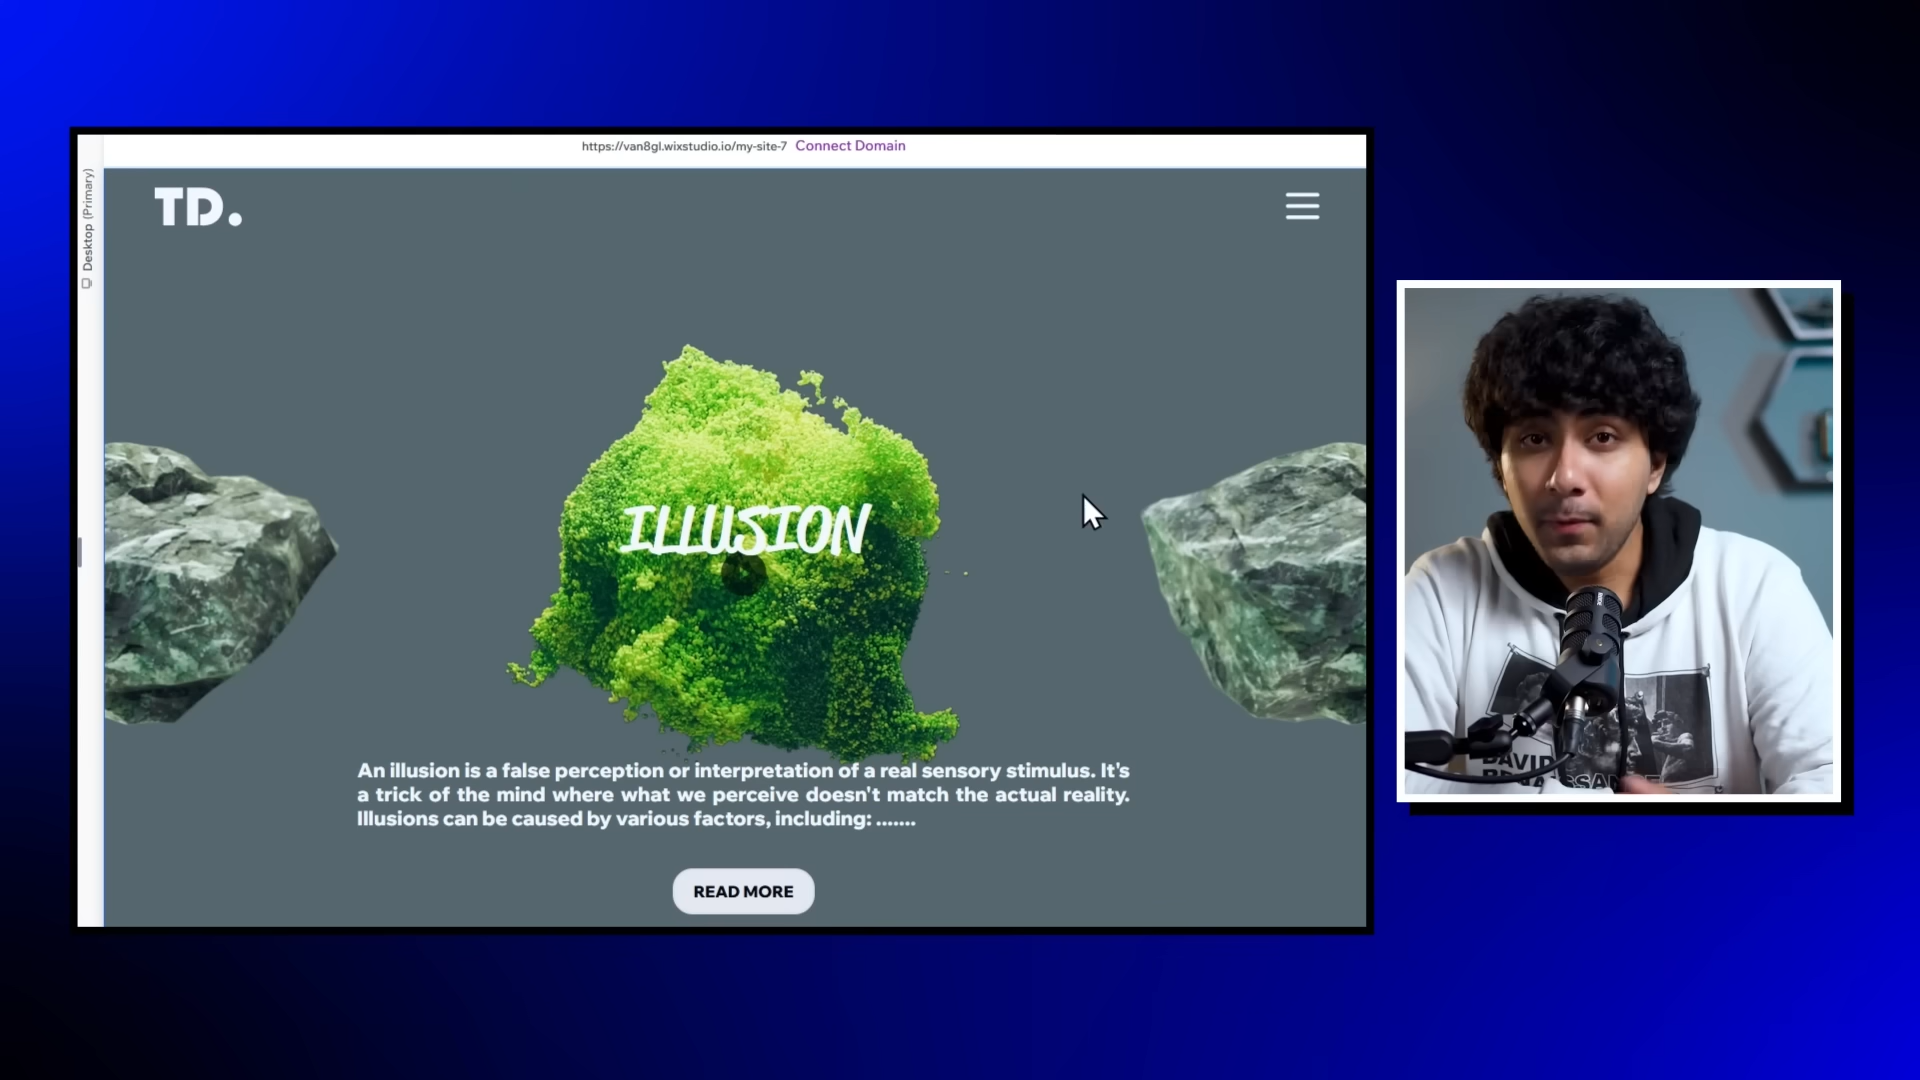 https://van8gl.wixstudio.io/my-site-7 Connect Domain
Desktop (Primary)
TD.
ILLUSION
An illusion is a false perception or interpretation of a real sensory stimulus. It's
a trick of the mind where what we perceive doesn't match the actual reality.
Illusions can be caused by various factors, including: .......
READ MORE
DAVID